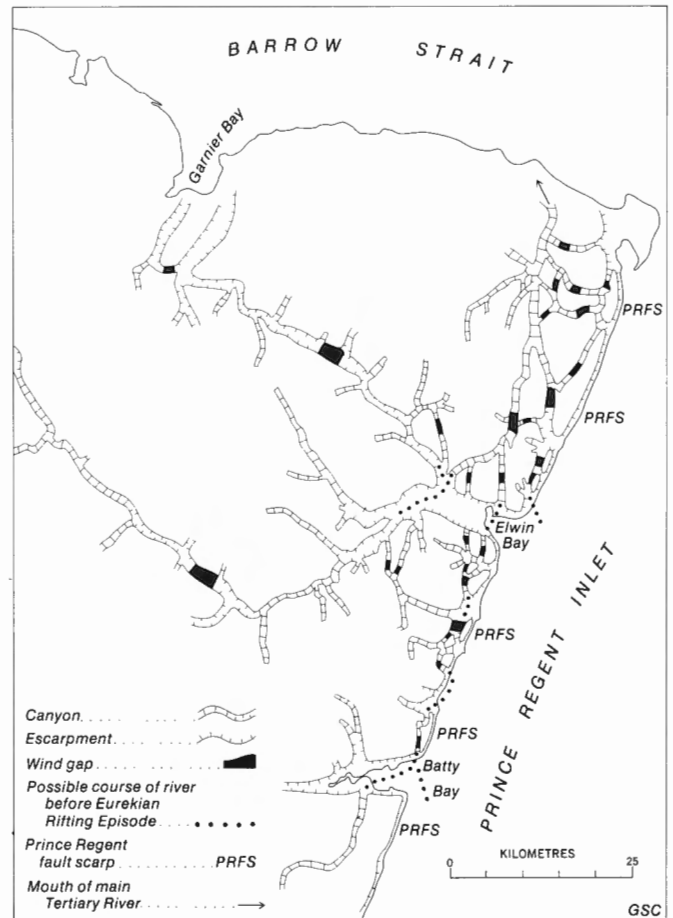 BARROW STRAIT
Garnier Bay
PRFS
PRFS
Elwin
Bay
PRFS
PRINCE REGENT INLET
PRFS
Batty
Bay
PRFS
Canyon
Escarpment
Wind gap
Possible course of river
before Eurekian
Rifting Episode
Prince Regent
fault scarp PRFS
Mouth of main
Tertiary River
KILOMETRES
0 25
GSC